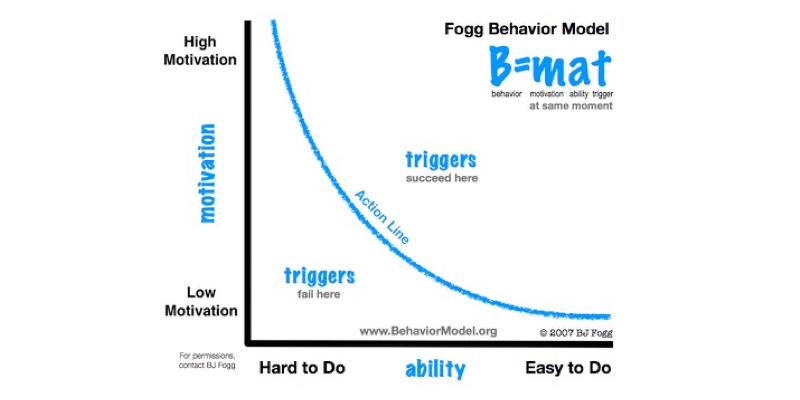 Fogg Behavior Model
B=mat
behavior motivation ability trigger
at same moment
High
Motivation
motivation
triggers
succeed here
Action Line
triggers
fail here
Low
Motivation
www.BehaviorModel.org
© 2007 BJ Fogg
For permissions,
contact BJ Fogg
Hard to Do
ability
Easy to Do